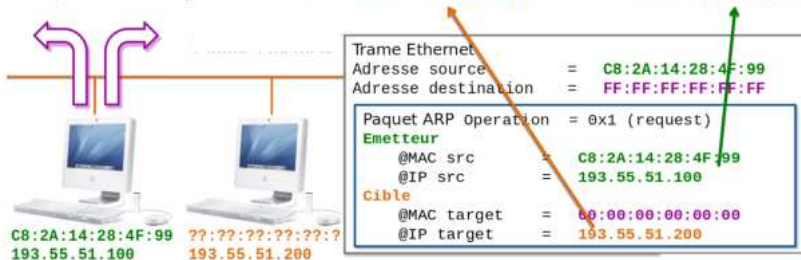 Trame Ethernet
Adresse source = C8:2A:14:28:4F:99
Adresse destination = FF:FF:FF:FF:FF:FF
Paquet ARP Operation = 0x1 (request)
Emetteur
@MAC src = C8:2A:14:28:4F:99
@IP src = 193.55.51.100
Cible
@MAC target = 00:00:00:00:00:00
@IP target = 193.55.51.200
C8:2A:14:28:4F:99 ??:??:??:??:??:?
193.55.51.100 193.55.51.200